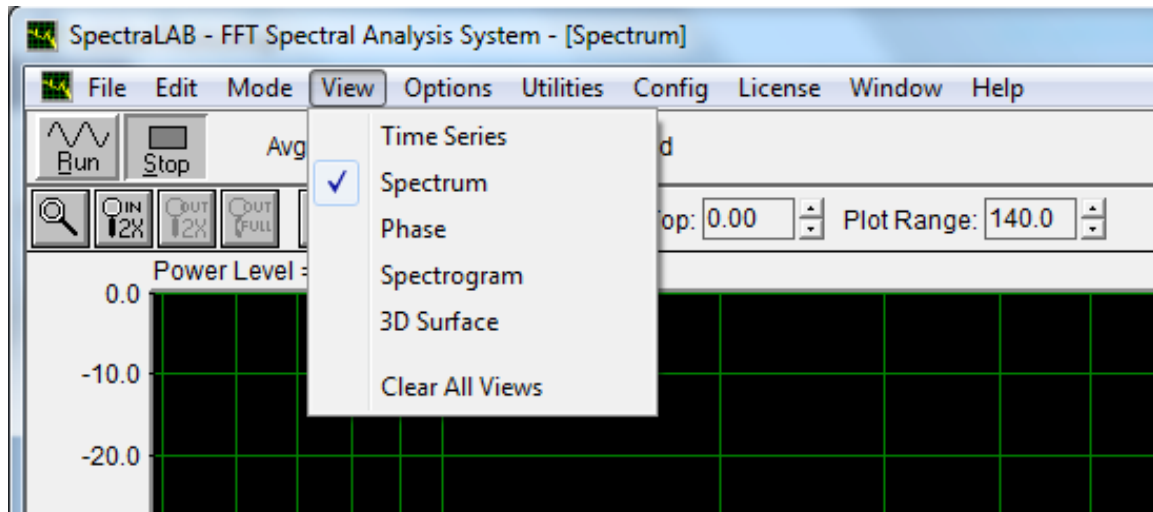 SpectraLAB - FFT Spectral Analysis System - [Spectrum]
File Edit Mode View Options Utilities Config License Window Help
Run Stop Avg
Time Series
Spectrum
Phase
Spectrogram
3D Surface
Clear All Views
IN 2X OUT 2X OUT FULL
0.00 Plot Range: 140.0
Power Level =
0.0
-10.0
-20.0